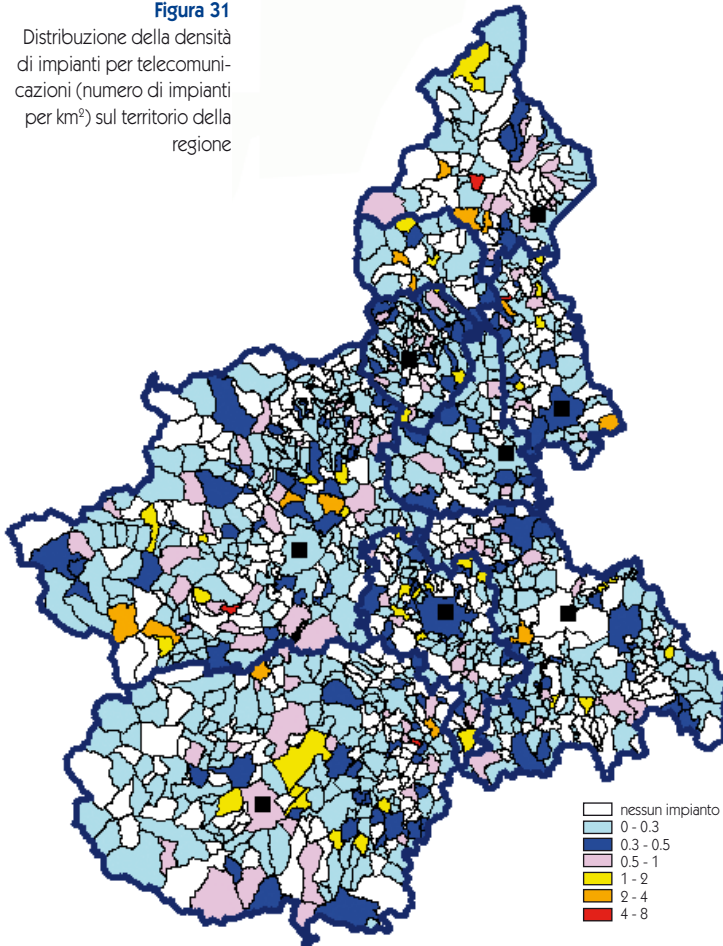 Figura 31
Distribuzione della densità
di impianti per telecomuni-
cazioni (numero di impianti
per km²) sul territorio della
regione
nessun impianto
0 - 0.3
0.3 - 0.5
0.5 - 1
1 - 2
2 - 4
4 - 8